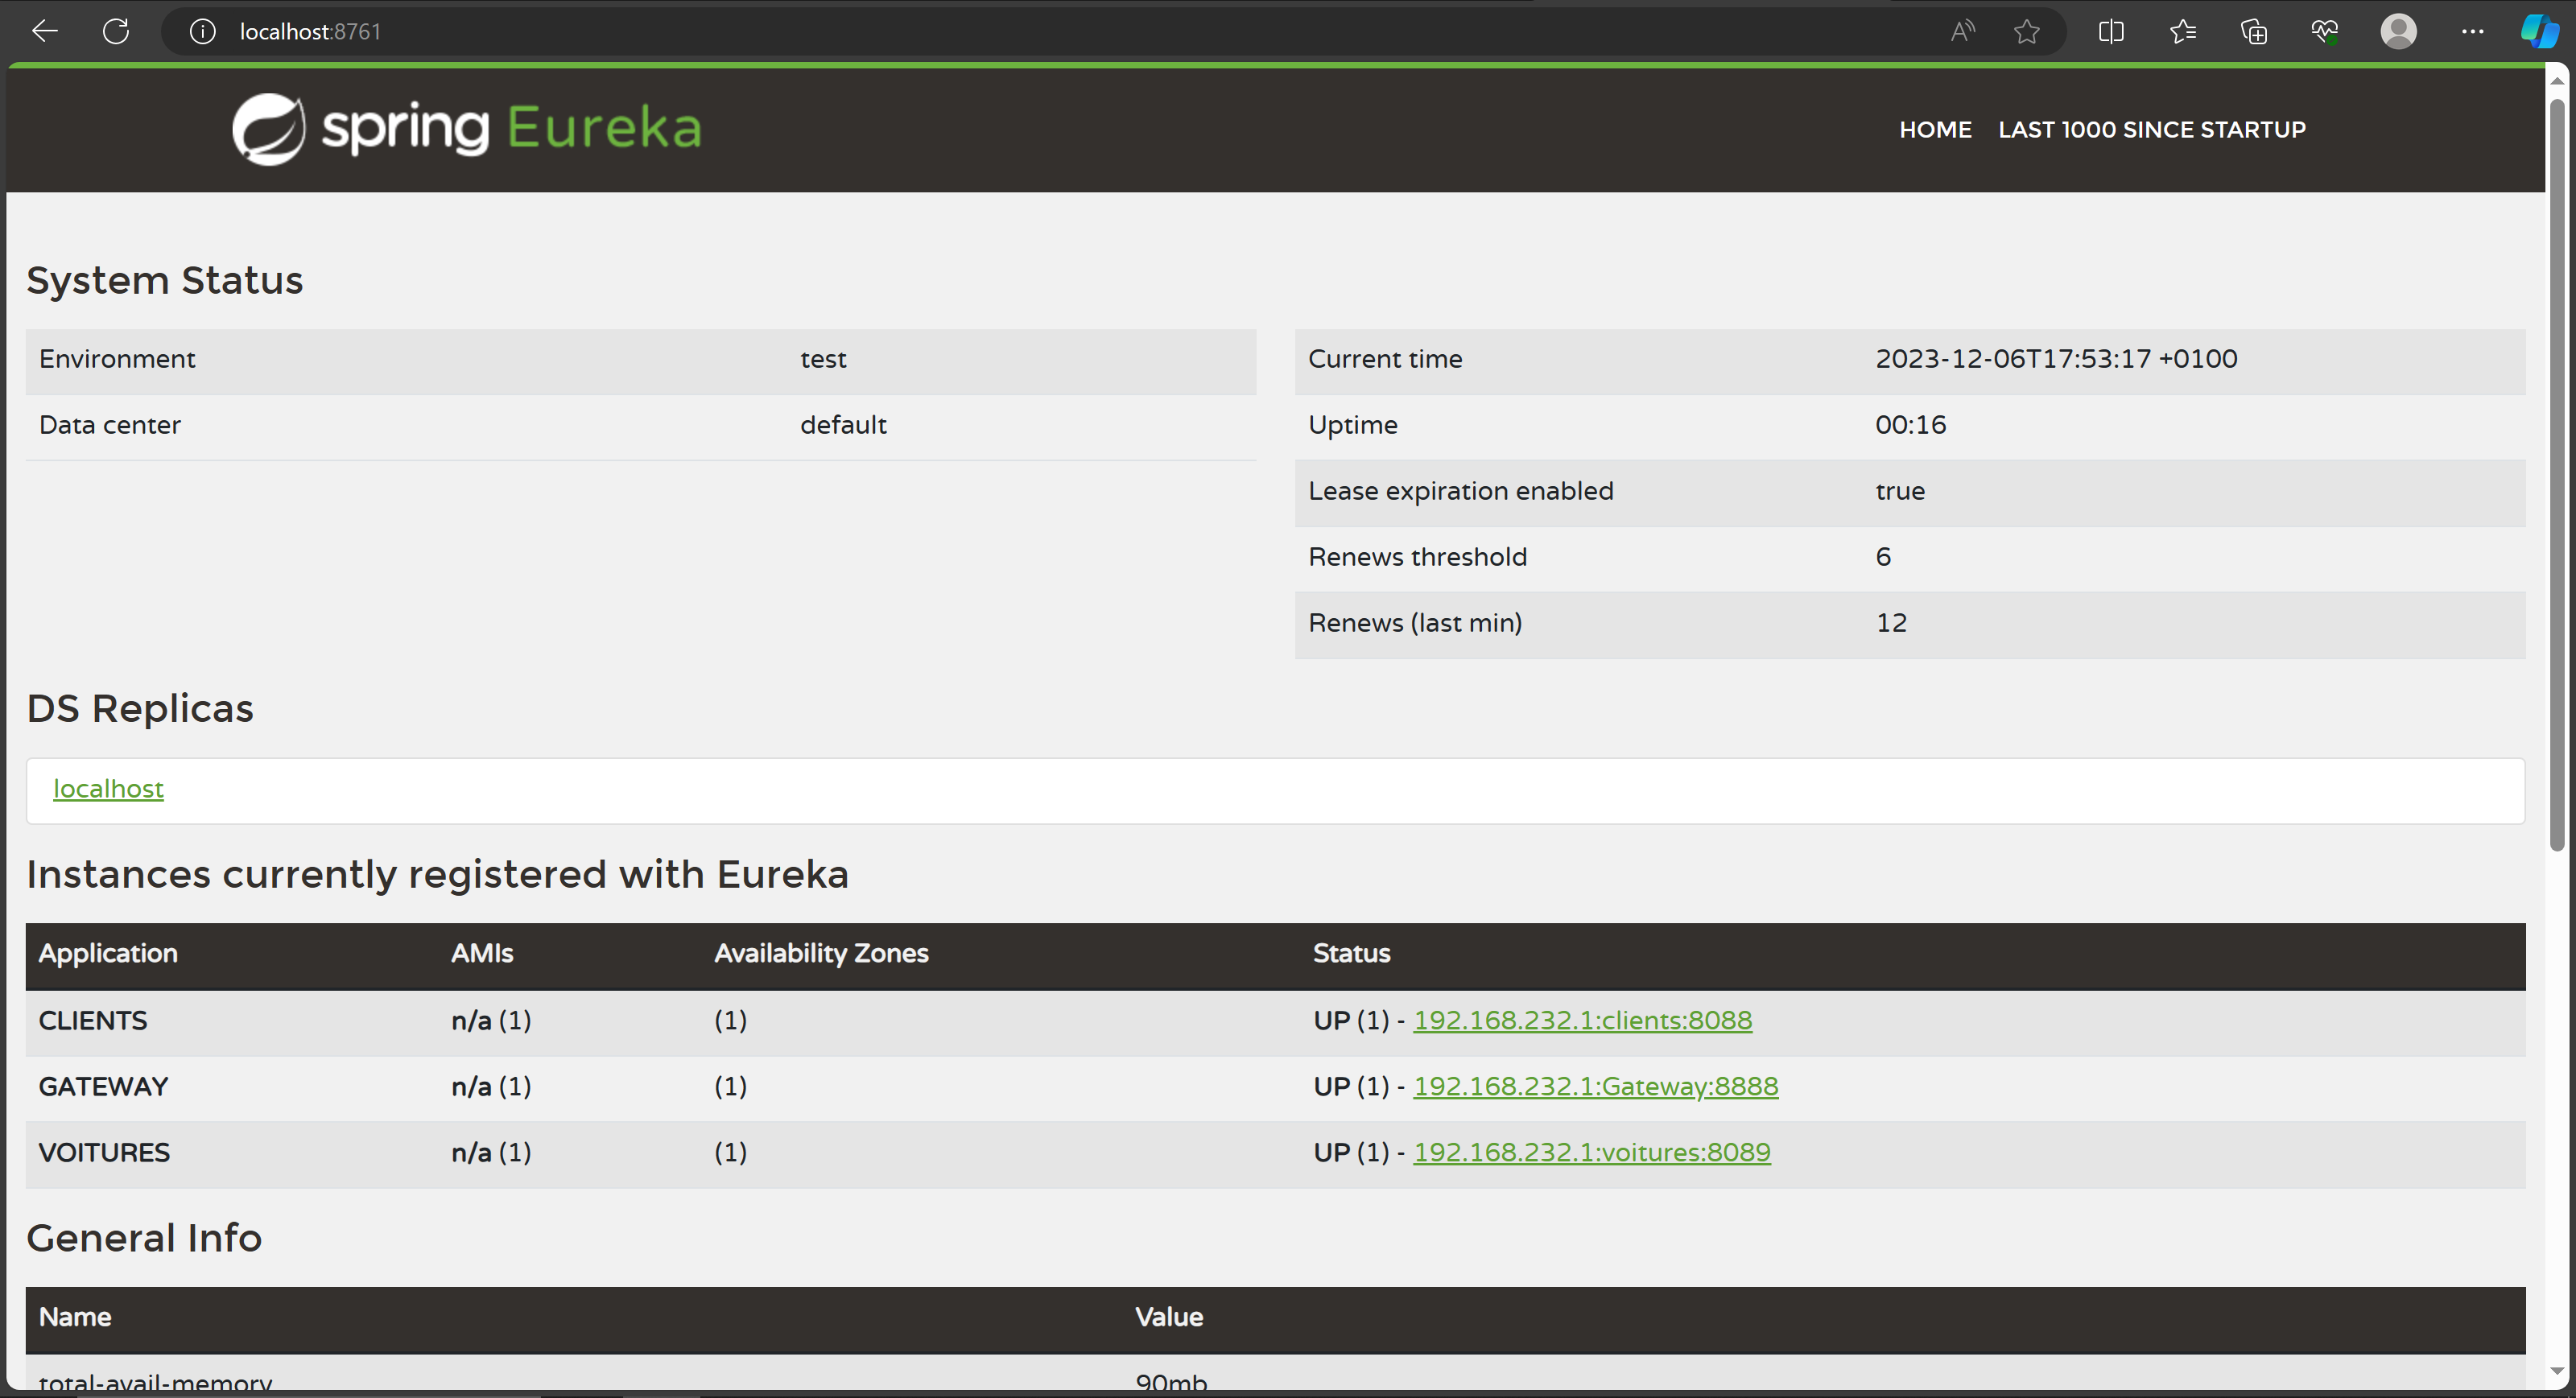 localhost:8761
spring Eureka
HOME LAST 1000 SINCE STARTUP
System Status
Environment test
Data center default
Current time 2023-12-06T17:53:17 +0100
Uptime 00:16
Lease expiration enabled true
Renews threshold 6
Renews (last min) 12
DS Replicas
localhost
Instances currently registered with Eureka
Application AMIs Availability Zones Status
CLIENTS n/a (1) (1) UP (1) - 192.168.232.1:clients:8088
GATEWAY n/a (1) (1) UP (1) - 192.168.232.1:Gateway:8888
VOITURES n/a (1) (1) UP (1) - 192.168.232.1:voitures:8089
General Info
Name Value
total-avail-memory 90mb